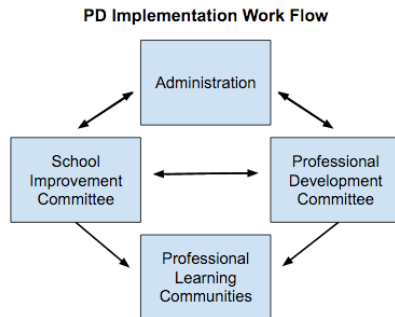 PD Implementation Work Flow
Administration
School
Improvement
Committee
Professional
Development
Committee
Professional
Learning
Communities